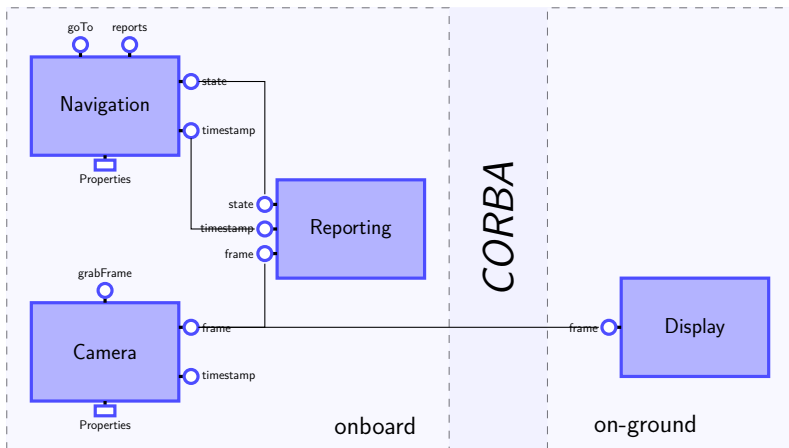 goTo
reports
Navigation
state
timestamp
Properties
state
timestamp
frame
Reporting
CORBA
grabFrame
Camera
frame
timestamp
Properties
frame
Display
onboard
on-ground